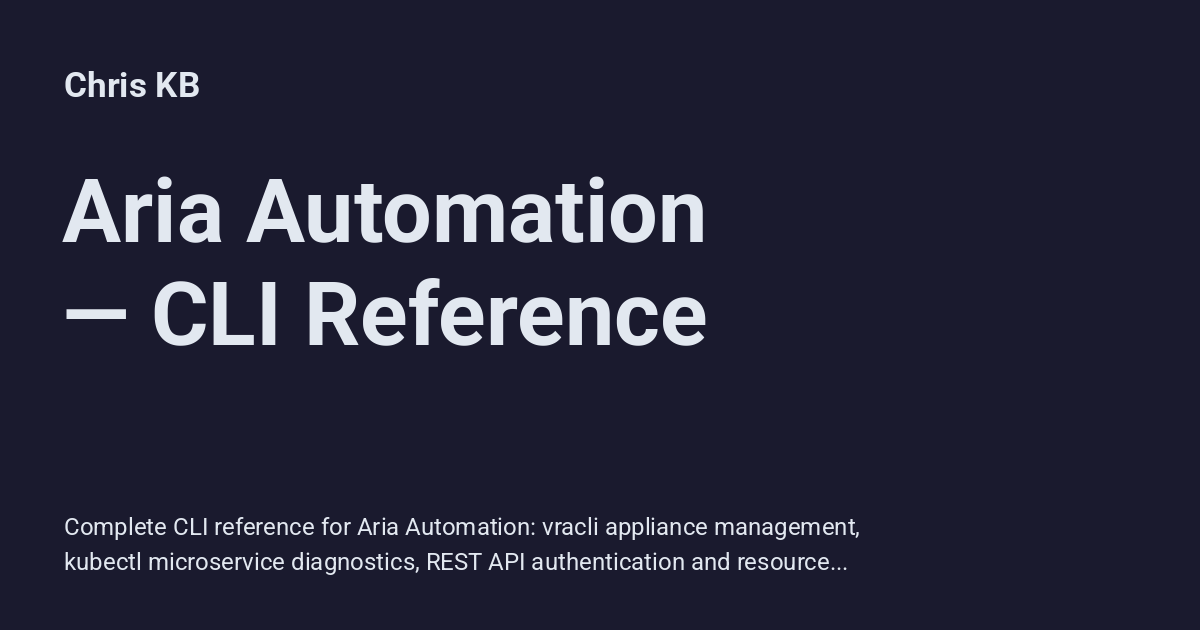 Chris KB
Aria Automation
— CLI Reference
Complete CLI reference for Aria Automation: vracli appliance management,
kubectl microservice diagnostics, REST API authentication and resource...